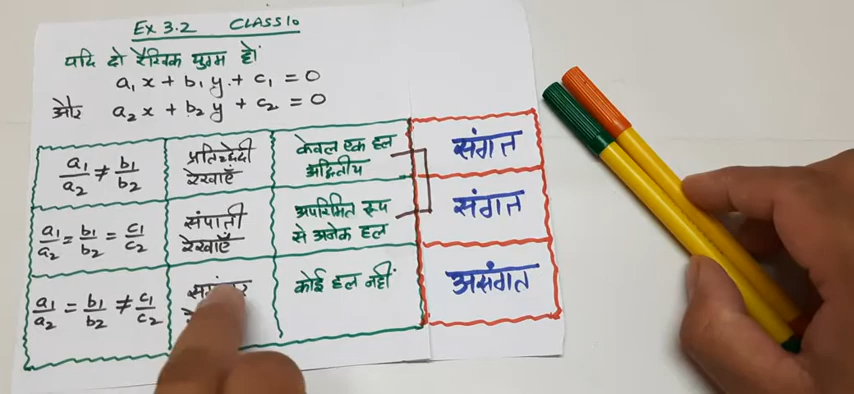 Ex 3.2 CLASS 10
यदि दो रैखिक युग्म हों
a₁x + b₁y + c₁ = 0
और a₂x + b₂y + c₂ = 0
a₁/a₂ ≠ b₁/b₂
प्रतिच्छेदी
रेखाएँ
केवल एक हल
अद्वितीय
संगत
a₁/a₂ = b₁/b₂ = c₁/c₂
संपाती
रेखाएँ
अपरिमित रूप
से अनेक हल
संगत
a₁/a₂ = b₁/b₂ ≠ c₁/c₂
कोई हल नहीं
असंगत